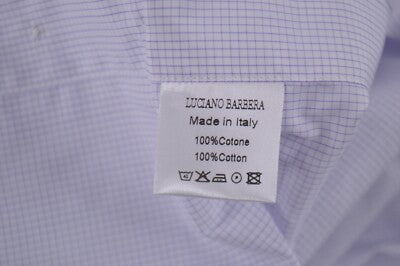 LUCIANO BARBERA
Made in Italy
100%Cotone
100%Cotton